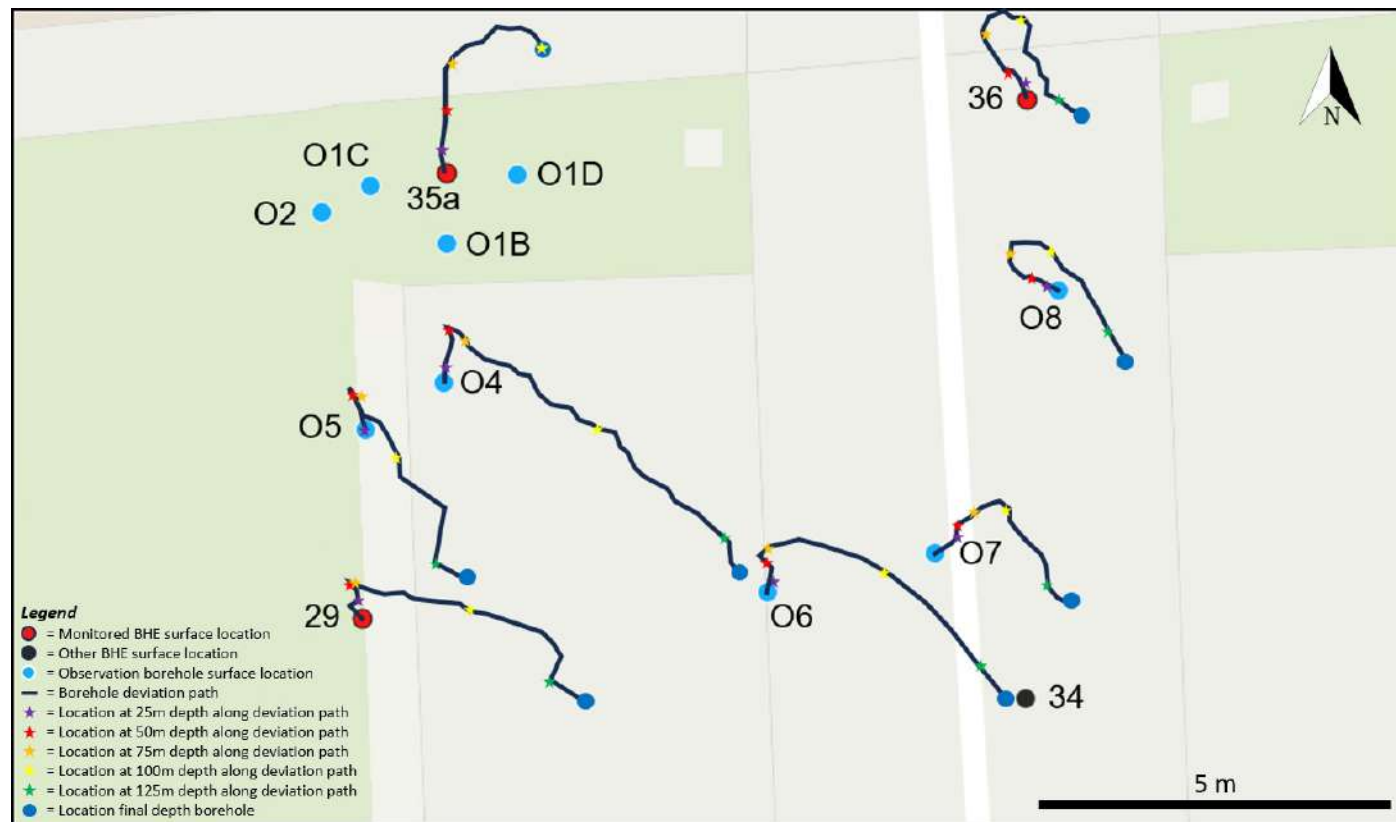 36
N
O1C
O1D
35a
O2
O1B
O8
O4
O5
O7
O6
29
34
5 m
Legend
= Monitored BHE surface location
= Other BHE surface location
= Observation borehole surface location
= Borehole deviation path
= Location at 25m depth along deviation path
= Location at 50m depth along deviation path
= Location at 75m depth along deviation path
= Location at 100m depth along deviation path
= Location at 125m depth along deviation path
= Location final depth borehole